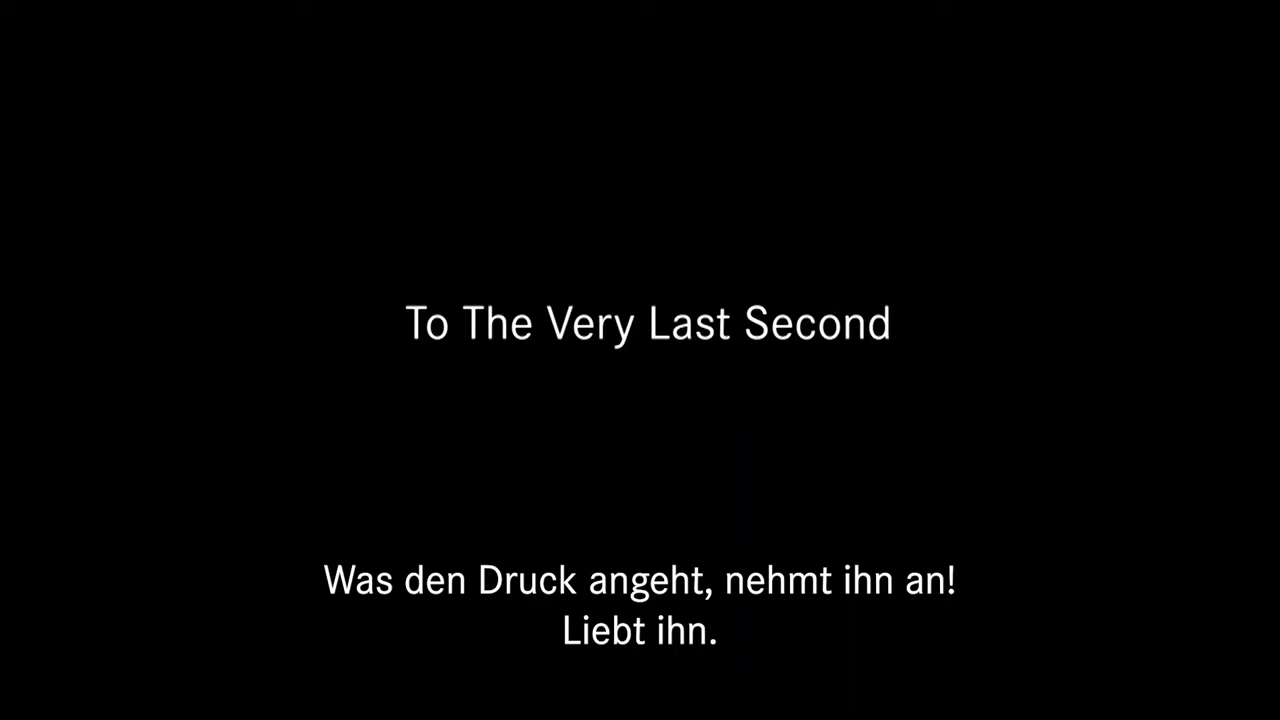 To The Very Last Second
Was den Druck angeht, nehmt ihn an!
Liebt ihn.